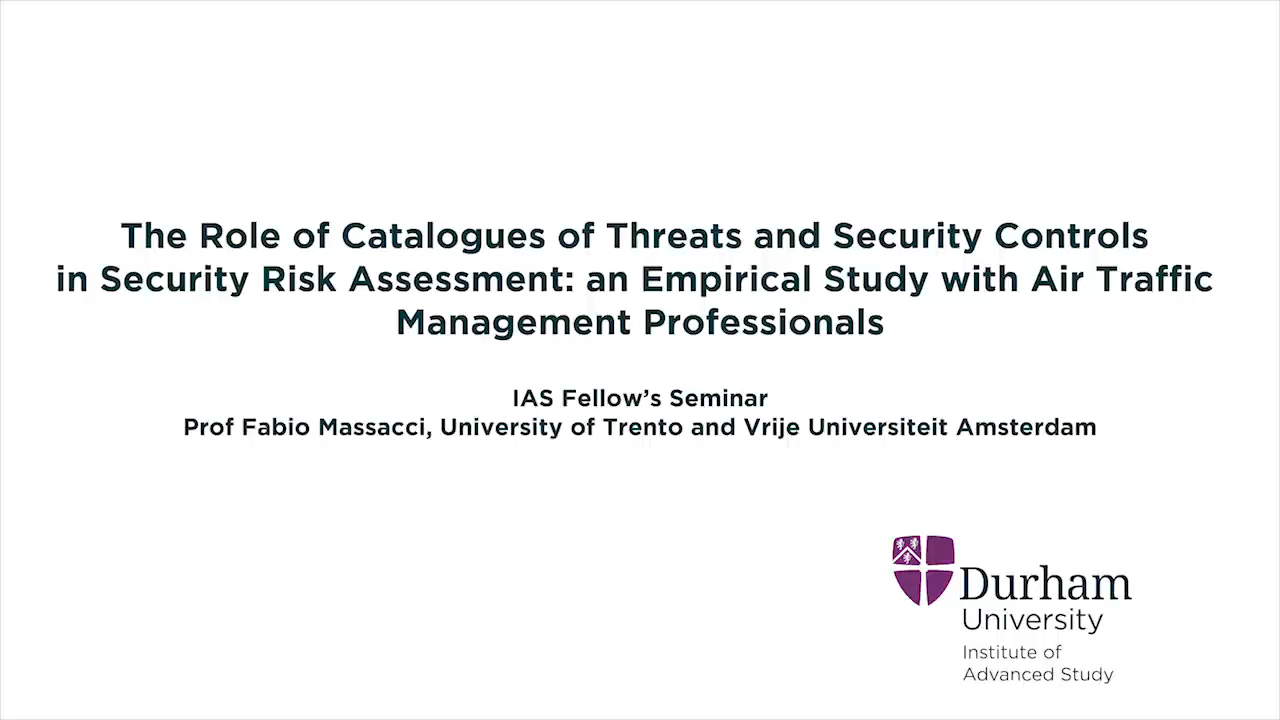 The Role of Catalogues of Threats and Security Controls
in Security Risk Assessment: an Empirical Study with Air Traffic
Management Professionals
IAS Fellow's Seminar
Prof Fabio Massacci, University of Trento and Vrije Universiteit Amsterdam
Durham
University
Institute of
Advanced Study